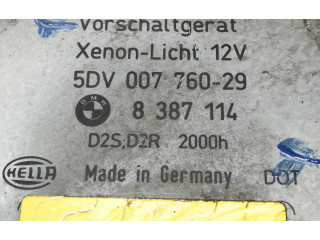 Vorschaltgerät
Xenon-Licht 12V
5DV 007 760-29
BMW 8 387 114
D2S;D2R 2000h
HELLA Made in Germany DOT